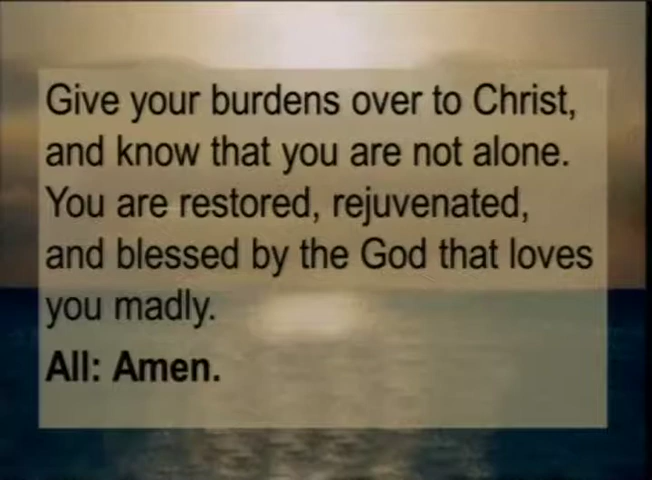 Give your burdens over to Christ,
and know that you are not alone.
You are restored, rejuvenated,
and blessed by the God that loves
you madly.
All: Amen.